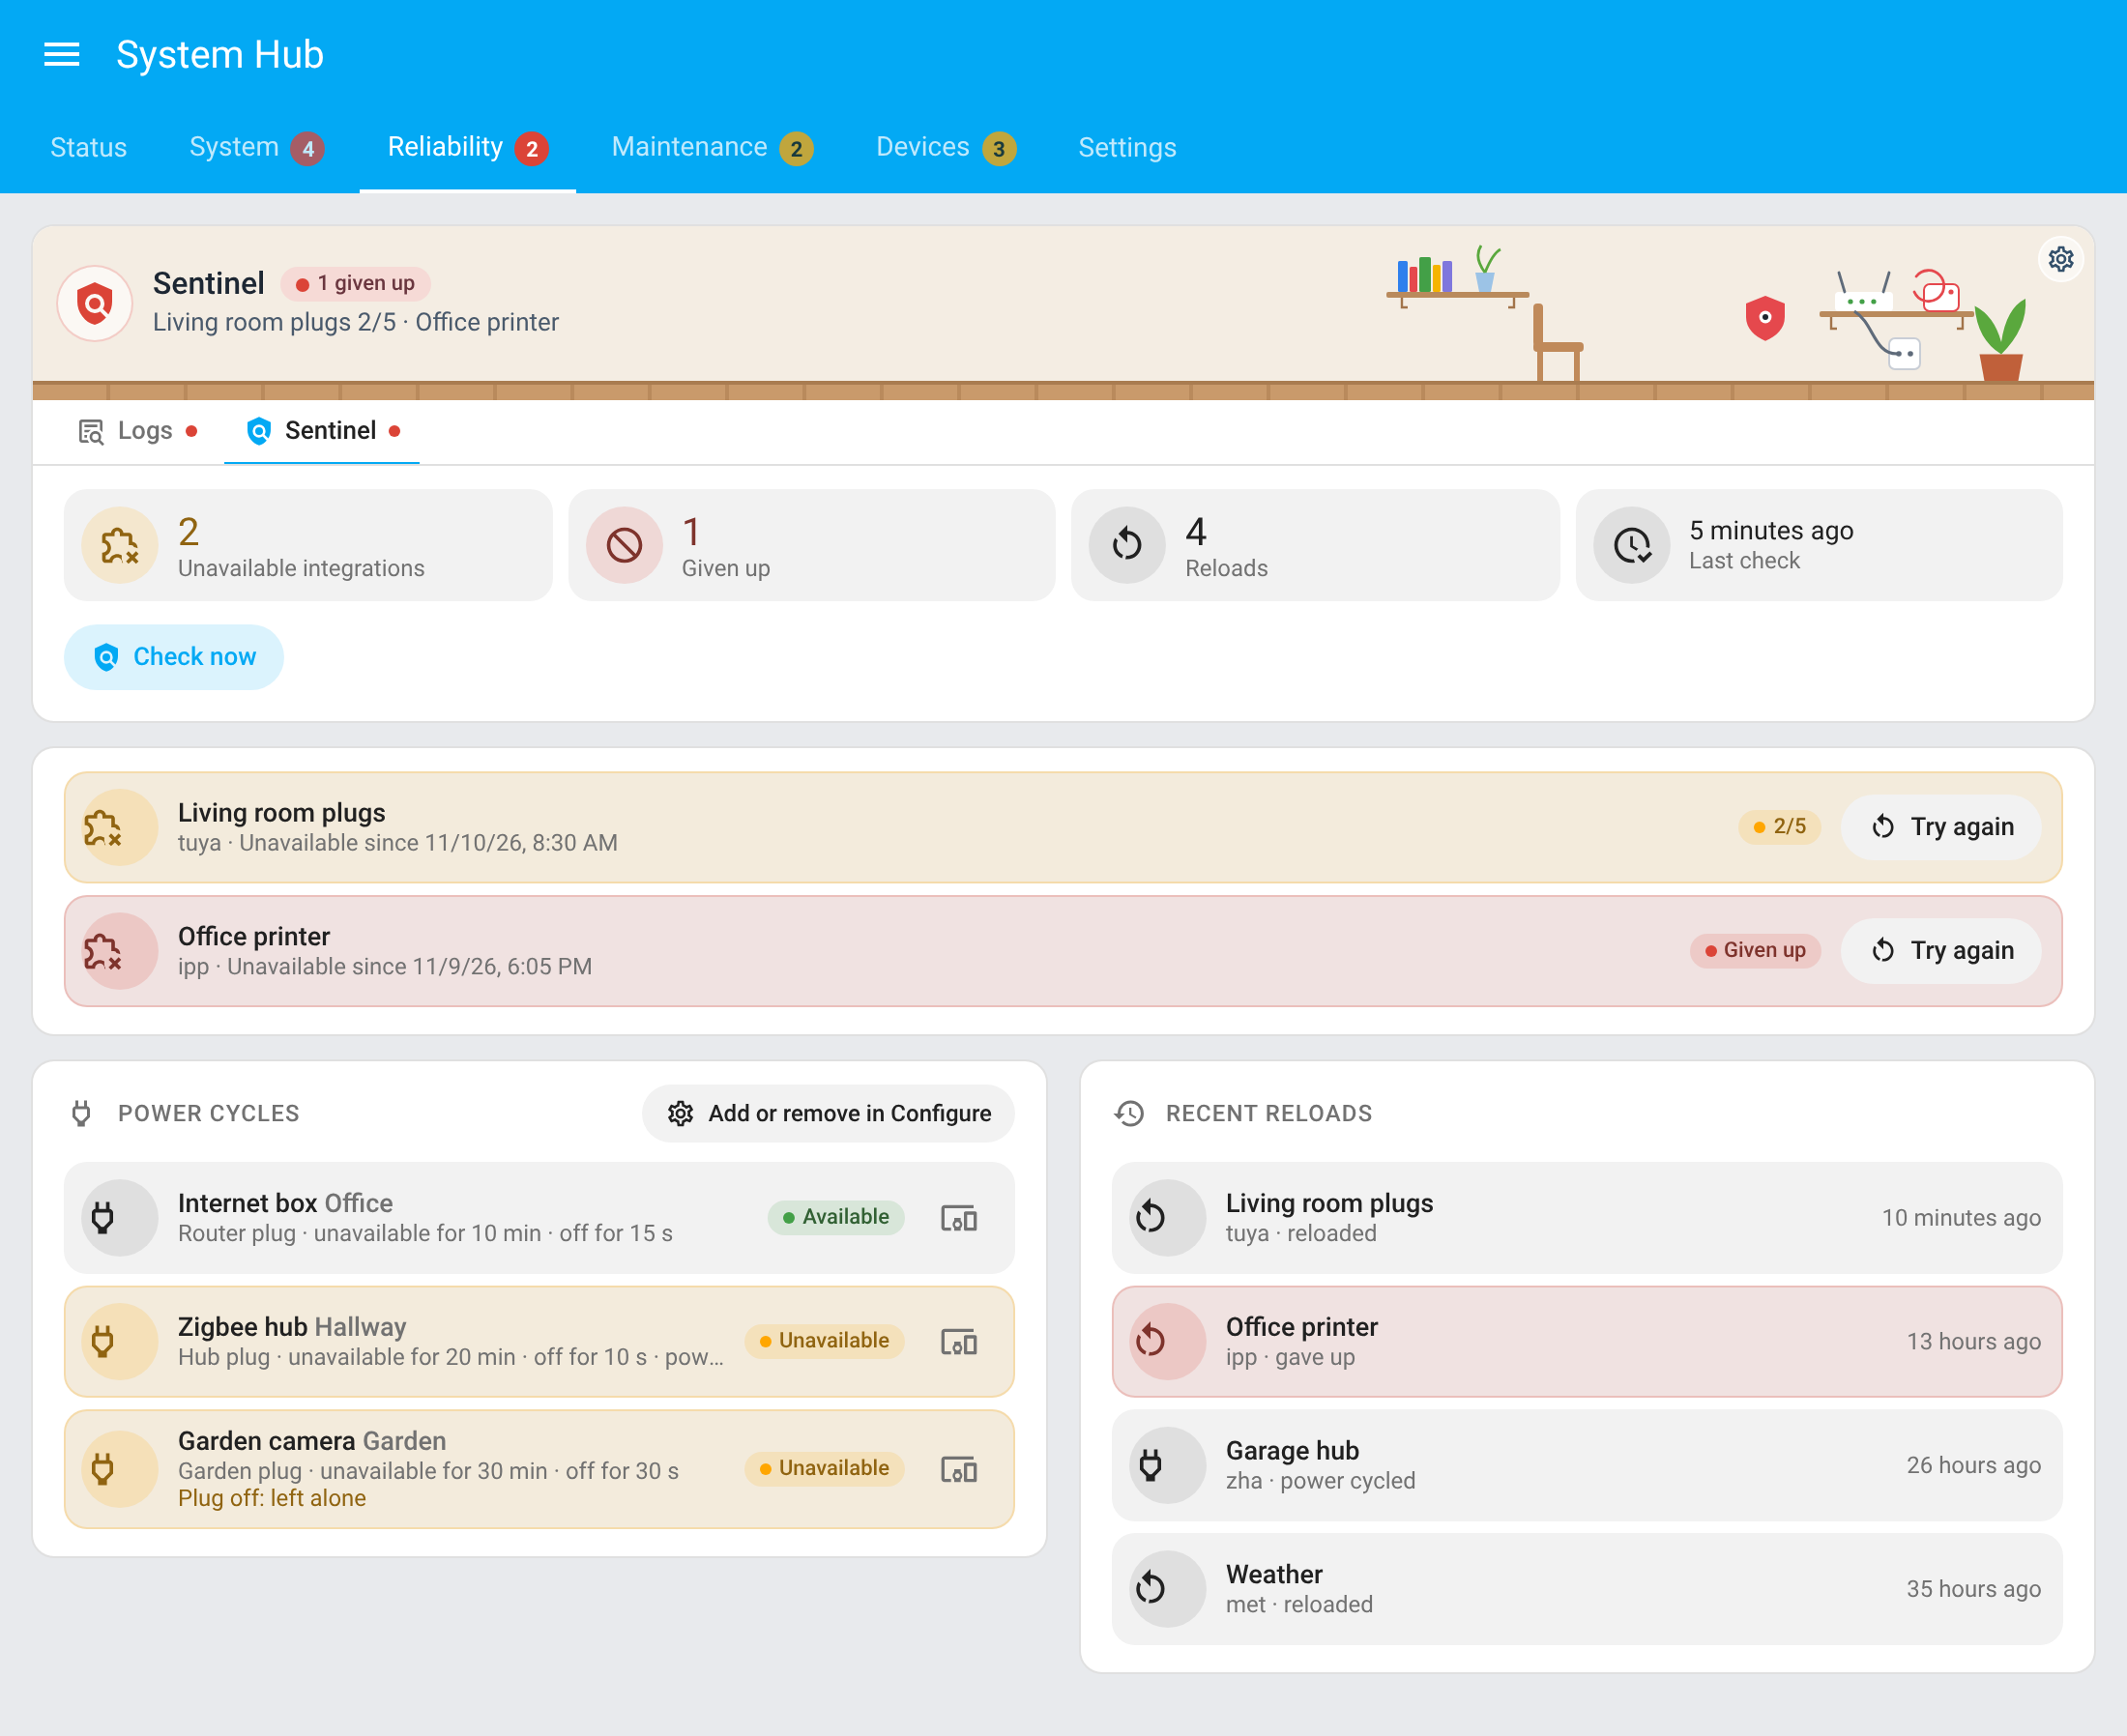 System Hub
Status
System 4
Reliability 2
Maintenance 2
Devices 3
Settings
Sentinel
1 given up
Living room plugs 2/5 · Office printer
Logs
Sentinel
2
Unavailable integrations
1
Given up
4
Reloads
5 minutes ago
Last check
Check now
Living room plugs
tuya · Unavailable since 11/10/26, 8:30 AM
2/5
Try again
Office printer
ipp · Unavailable since 11/9/26, 6:05 PM
Given up
Try again
POWER CYCLES
Add or remove in Configure
Internet box Office
Router plug · unavailable for 10 min · off for 15 s
Available
Zigbee hub Hallway
Hub plug · unavailable for 20 min · off for 10 s · pow...
Unavailable
Garden camera Garden
Garden plug · unavailable for 30 min · off for 30 s
Plug off: left alone
Unavailable
RECENT RELOADS
Living room plugs
tuya · reloaded
10 minutes ago
Office printer
ipp · gave up
13 hours ago
Garage hub
zha · power cycled
26 hours ago
Weather
met · reloaded
35 hours ago